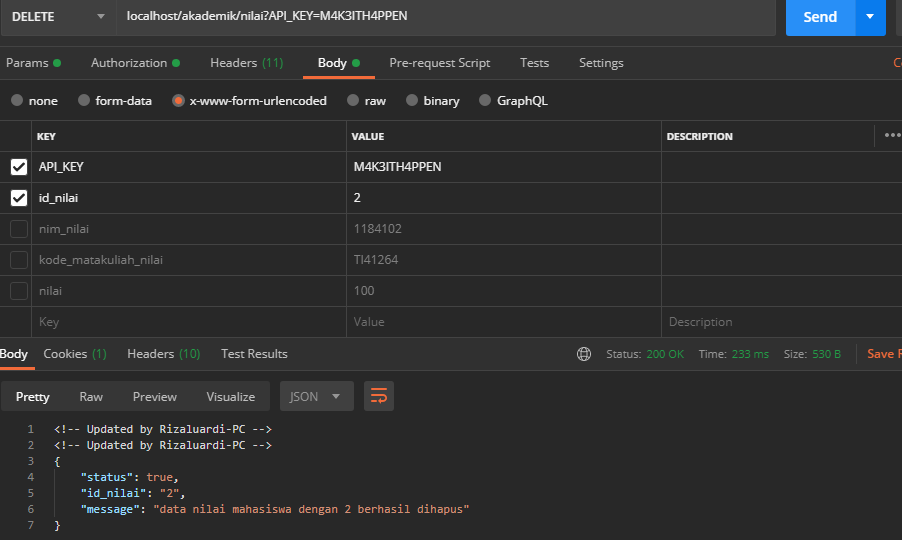 DELETE localhost/akademik/nilai?API_KEY=M4K3ITH4PPEN Send
Params Authorization Headers (11) Body Pre-request Script Tests Settings
none form-data x-www-form-urlencoded raw binary GraphQL
KEY VALUE DESCRIPTION
API_KEY M4K3ITH4PPEN
id_nilai 2
nim_nilai 1184102
kode_matakuliah_nilai TI41264
nilai 100
Key Value Description
Body Cookies (1) Headers (10) Test Results Status: 200 OK Time: 233 ms Size: 530 B Save
Pretty Raw Preview Visualize JSON
1 <!-- Updated by Rizaluardi-PC -->
2 <!-- Updated by Rizaluardi-PC -->
3 {
4 "status": true,
5 "id_nilai": "2",
6 "message": "data nilai mahasiswa dengan 2 berhasil dihapus"
7 }